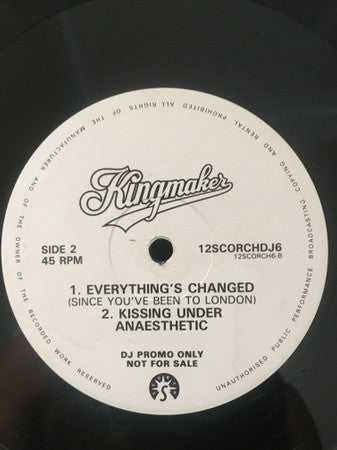 ALL RIGHTS OF THE MANUFACTURER AND OF THE OWNER OF THE RECORDED WORK RESERVED
UNAUTHORISED PUBLIC PERFORMANCE BROADCASTING COPYING AND RENTAL PROHIBITED
Kingmaker
SIDE 2
45 RPM
12SCORCHDJ6
12SCORCH6-B
1. EVERYTHING'S CHANGED
(SINCE YOU'VE BEEN TO LONDON)
2. KISSING UNDER
ANAESTHETIC
DJ PROMO ONLY
NOT FOR SALE
S